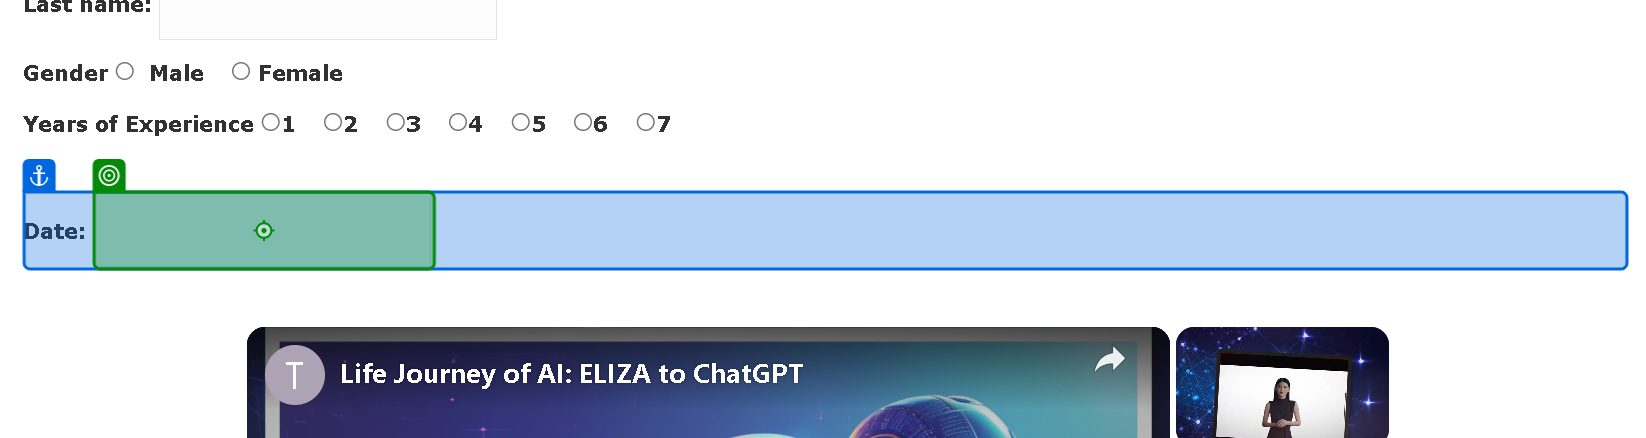 Last name:
Gender Male Female
Years of Experience 1 2 3 4 5 6 7
Date:
T Life Journey of AI: ELIZA to ChatGPT